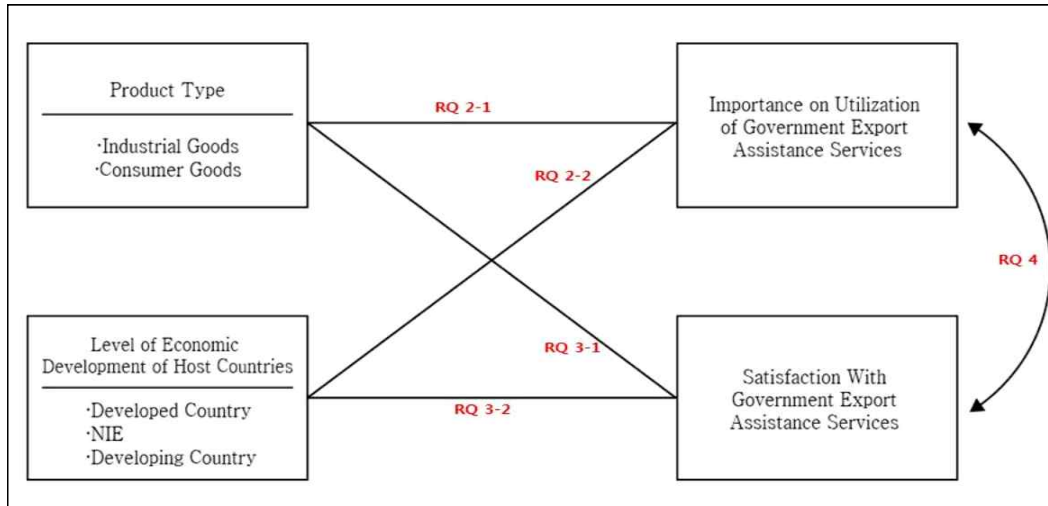 Product Type
·Industrial Goods
·Consumer Goods
RQ 2-1
Importance on Utilization
of Government Export
Assistance Services
RQ 2-2
RQ 4
Level of Economic
Development of Host Countries
·Developed Country
·NIE
·Developing Country
RQ 3-1
RQ 3-2
Satisfaction With
Government Export
Assistance Services